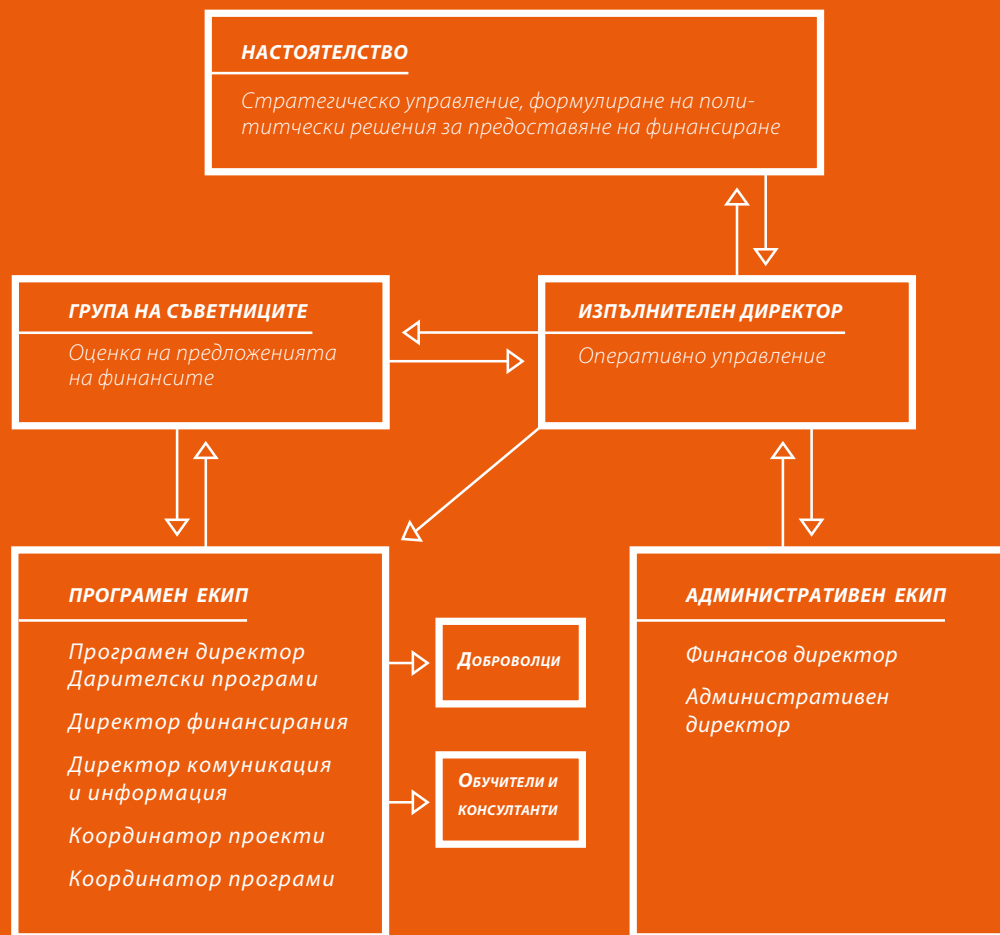 НАСТОЯТЕЛСТВО
Стратегическо управление, формулиране на поли-
титчески решения за предоставяне на финансиране
ГРУПА НА СЪВЕТНИЦИТЕ
Оценка на предложенията
на финансите
ИЗПЪЛНИТЕЛЕН ДИРЕКТОР
Оперативно управление
ПРОГРАМЕН ЕКИП
Програмен директор
Дарителски програми
Директор финансирания
Директор комуникация
и информация
Координатор проекти
Координатор програми
Доброволци
Обучители и
консултанти
АДМИНИСТРАТИВЕН ЕКИП
Финансов директор
Административен
директор